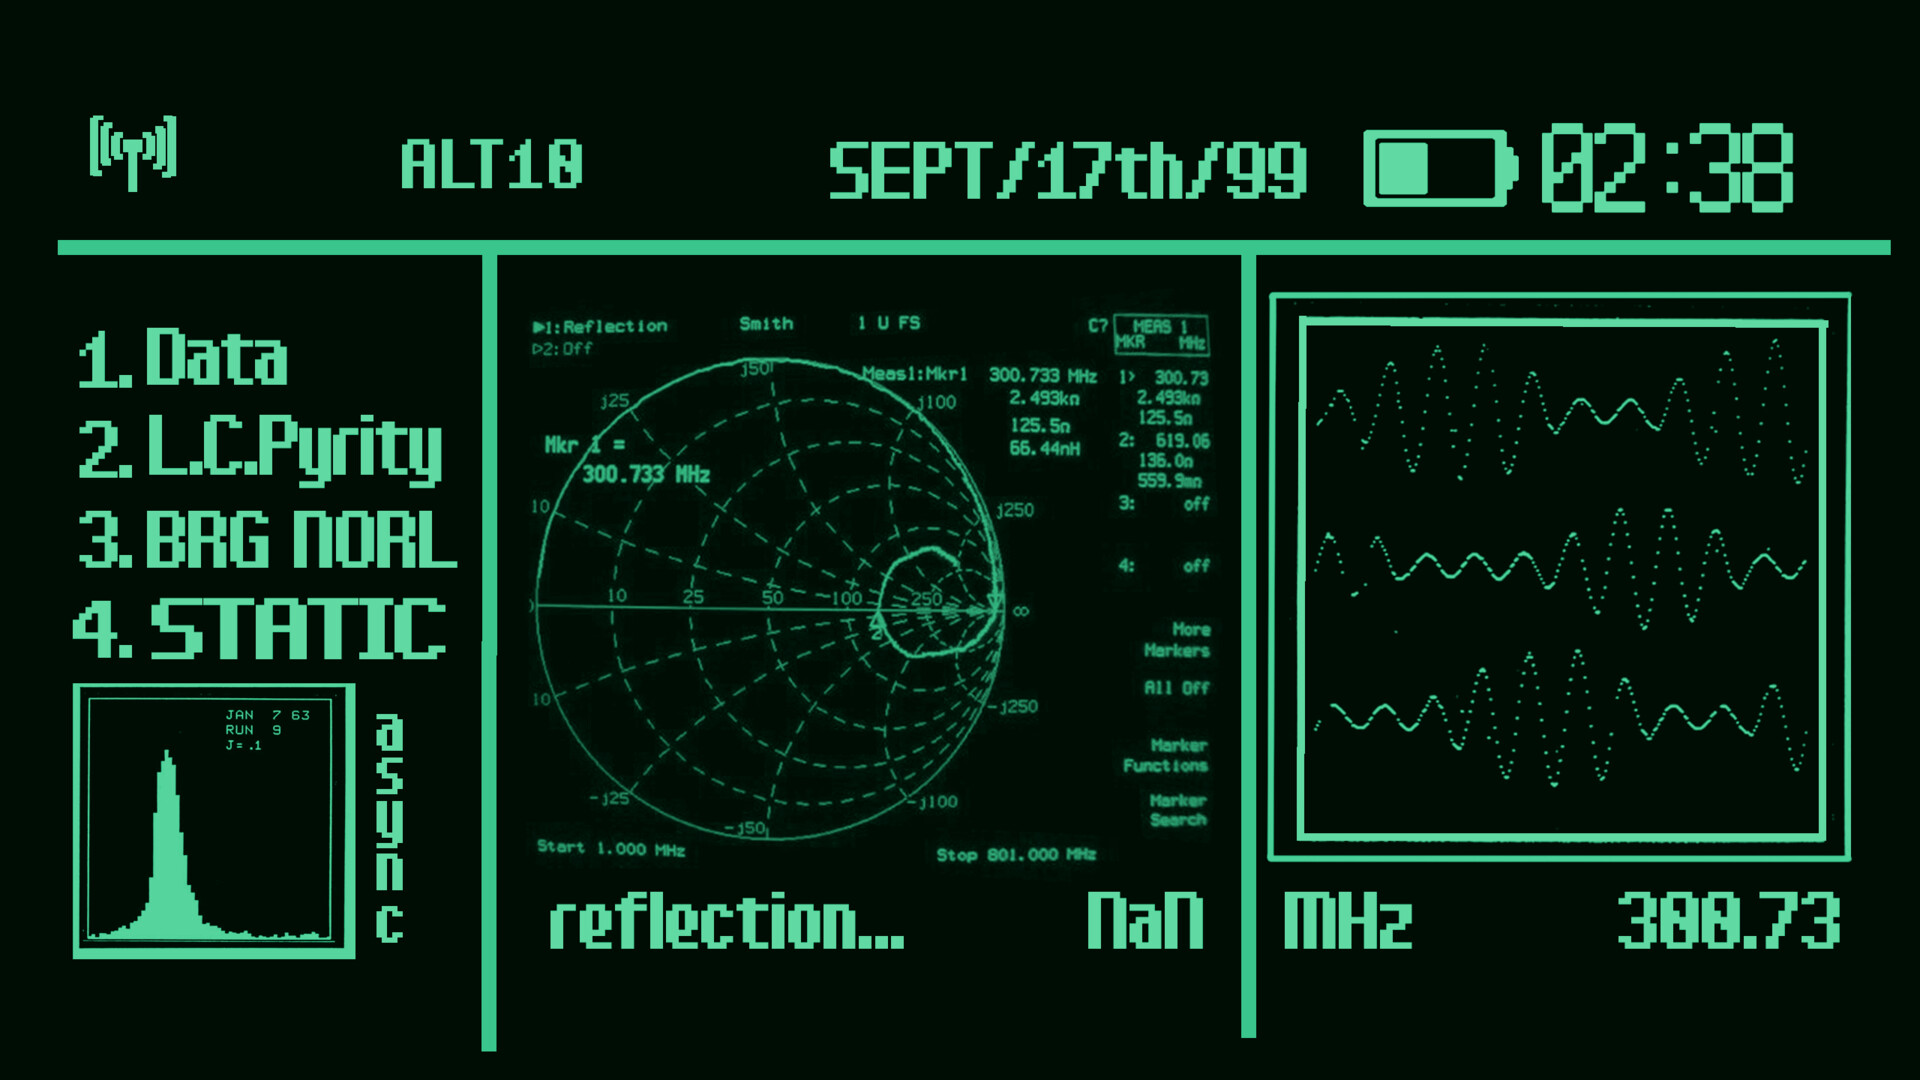 ALT10
SEPT/17th/99
02:38
1. Data
2. L.C.Pyrity
3. BRG NORL
4. STATIC
JAN 7 63
RUN 9
J= .1
async
▶1:Reflection Smith 1 U FS C?
▷2:Off
MEAS 1
MKR MHz
Meas1:Mkr1 300.733 MHz
2.493kΩ
125.5Ω
66.44nH
1> 300.73
2.493kΩ
125.5Ω
2: 619.06
136.0Ω
559.9mΩ
3: off
4: off
More
Markers
All Off
Marker
Functions
Marker
Search
Mkr 1 =
300.733 MHz
j50
j25
j100
10
j250
0 10 25 50 100 250 ∞
2
10
-j250
-j25
-j100
-j50
Start 1.000 MHz
Stop 801.000 MHz
reflection...
NaN
MHz
300.73